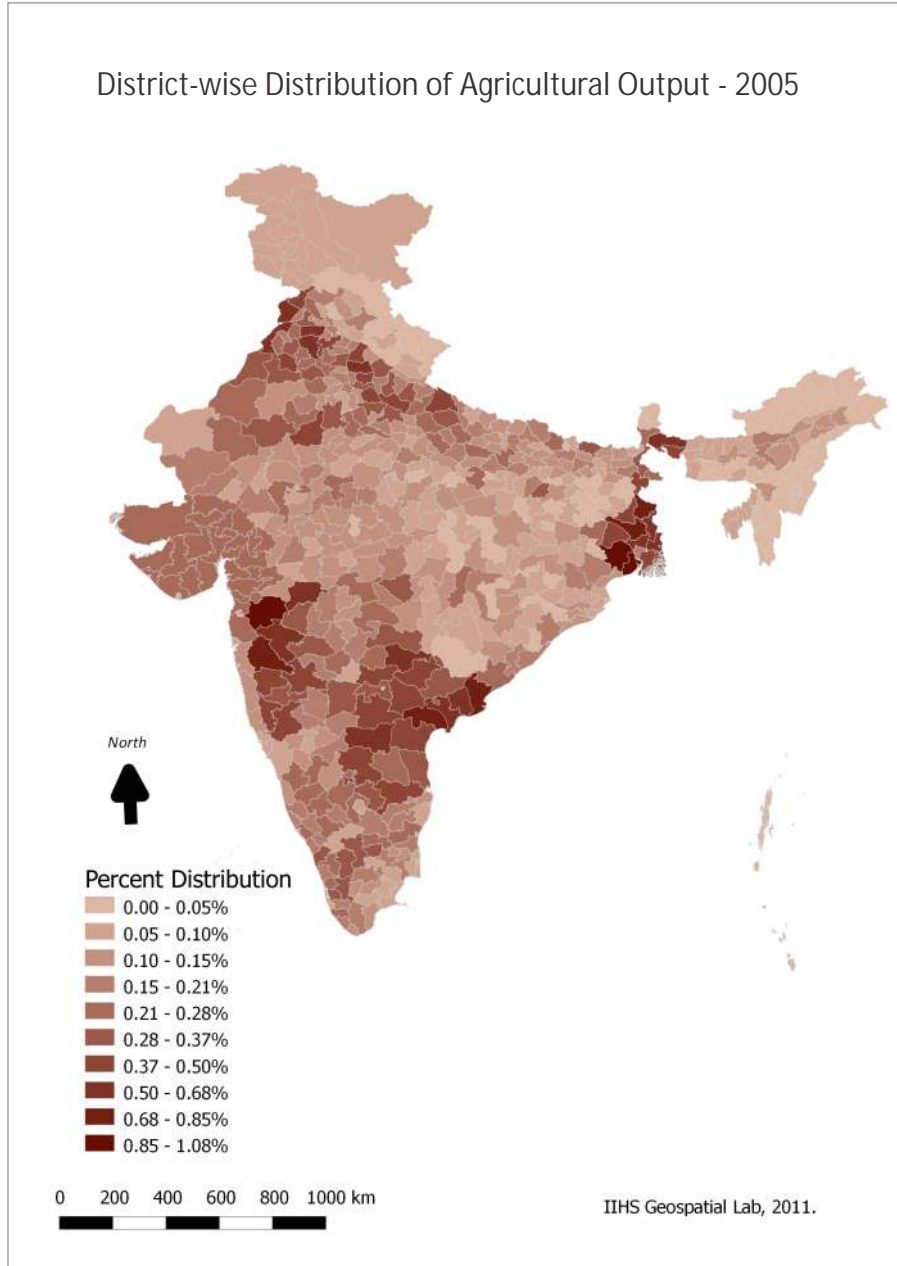 District-wise Distribution of Agricultural Output - 2005
North
Percent Distribution
0.00 - 0.05%
0.05 - 0.10%
0.10 - 0.15%
0.15 - 0.21%
0.21 - 0.28%
0.28 - 0.37%
0.37 - 0.50%
0.50 - 0.68%
0.68 - 0.85%
0.85 - 1.08%
0 200 400 600 800 1000 km
IIHS Geospatial Lab, 2011.